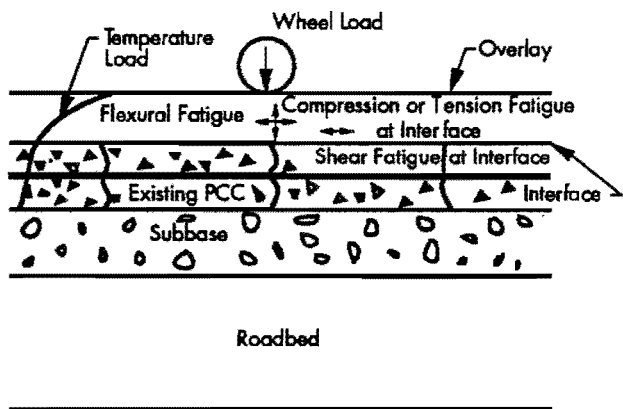 Wheel Load
Temperature
Load
Overlay
Flexural Fatigue
Compression or Tension Fatigue
at Interface
Shear Fatigue at Interface
Existing PCC
Interface
Subbase
Roadbed